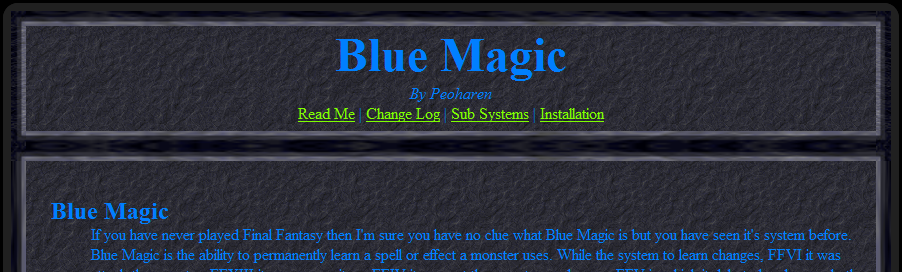 Blue Magic
By Peoharen
Read Me | Change Log | Sub Systems | Installation
Blue Magic
If you have never played Final Fantasy then I'm sure you have no clue what Blue Magic is but you have seen it's system before.
Blue Magic is the ability to permanently learn a spell or effect a monster uses. While the system to learn changes, FFVI it was